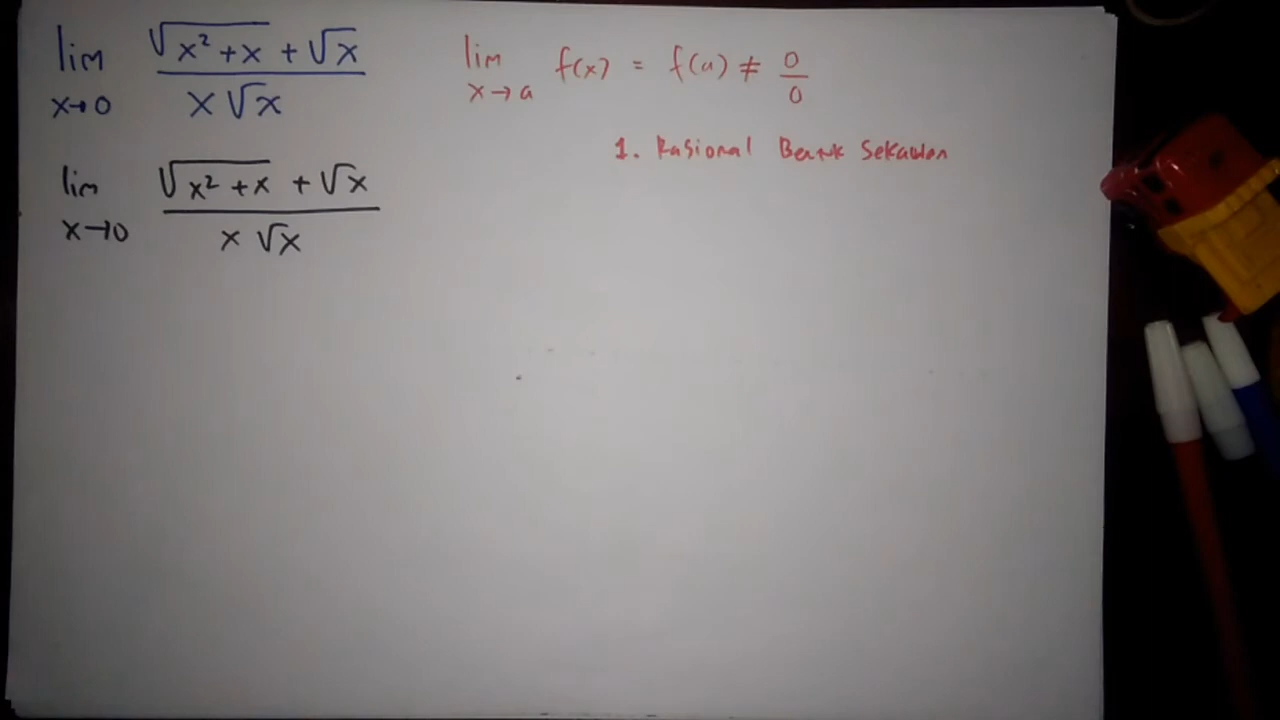 lim x→0 (√(x² + x) + √x) / (x √x)
lim x→a f(x) = f(a) ≠ 0/0
1. Rasional Bentuk Sekawan
lim x→0 (√(x² + x) + √x) / (x √x)